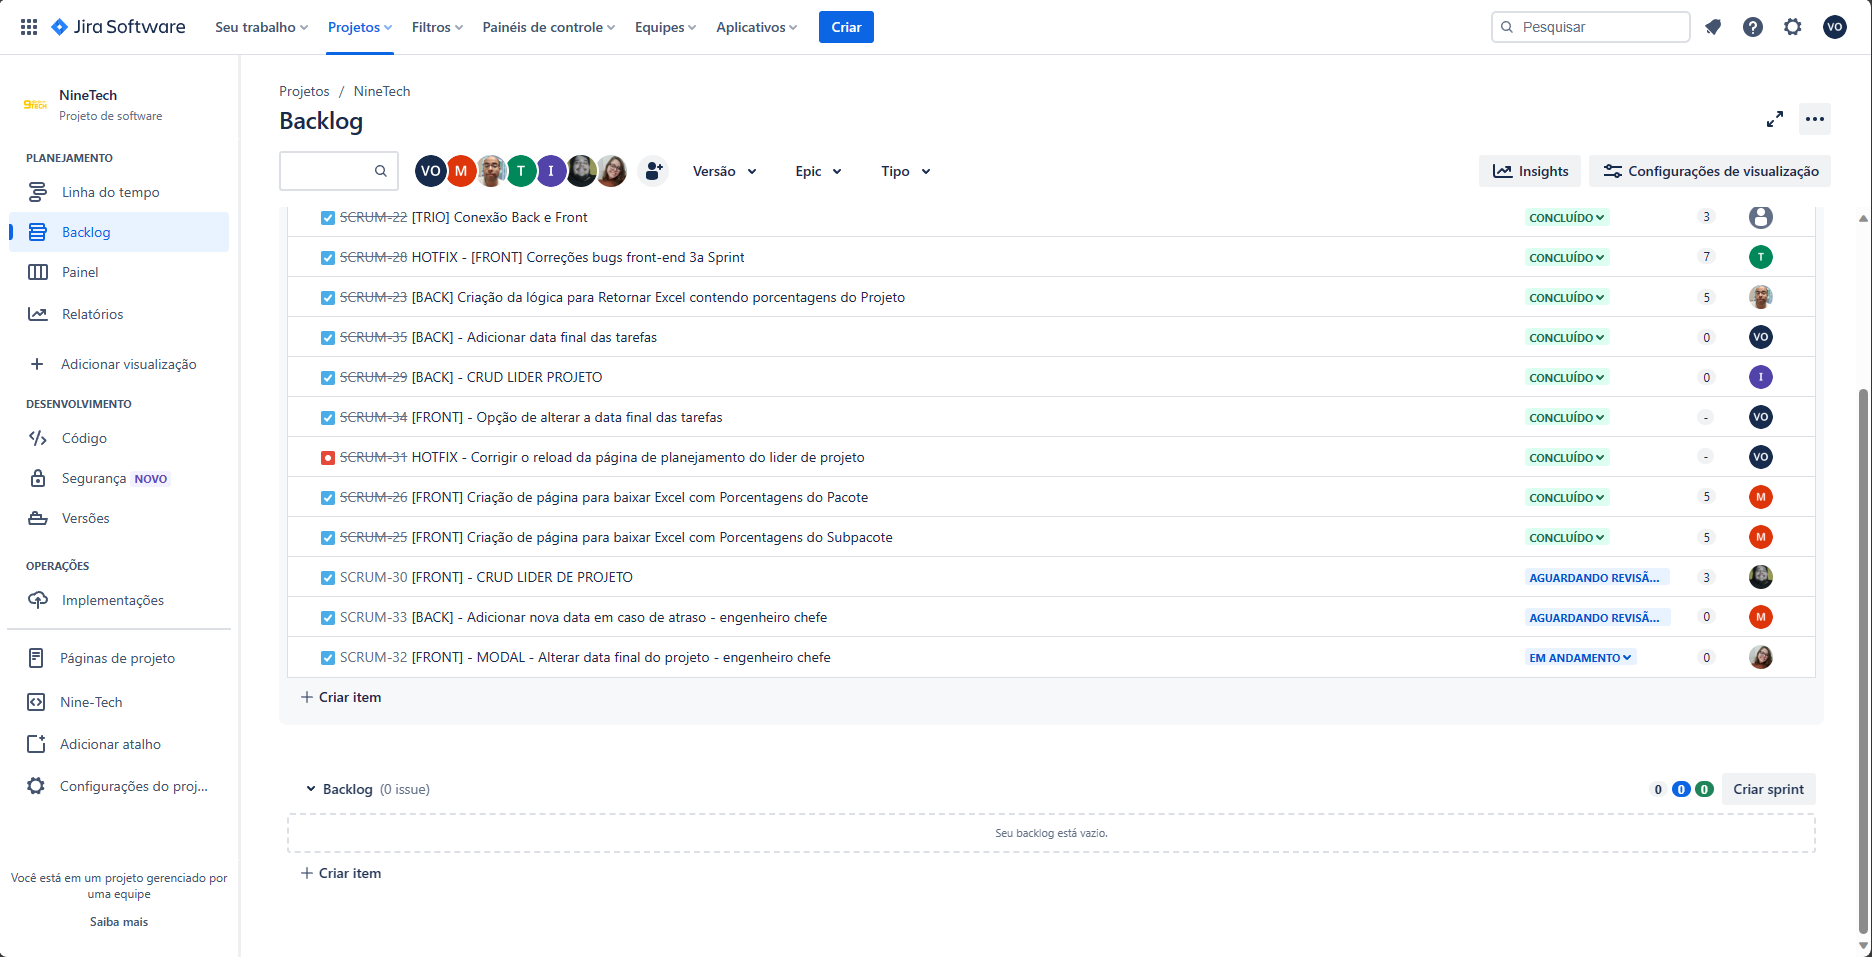 Jira Software
Seu trabalho
Projetos
Filtros
Painéis de controle
Equipes
Aplicativos
Criar
Pesquisar
VO
9TECH
NineTech
Projeto de software
PLANEJAMENTO
Linha do tempo
Backlog
Painel
Relatórios
Adicionar visualização
DESENVOLVIMENTO
Código
Segurança NOVO
Versões
OPERAÇÕES
Implementações
Páginas de projeto
Nine-Tech
Adicionar atalho
Configurações do proj...
Você está em um projeto gerenciado por
uma equipe
Saiba mais
Projetos / NineTech
Backlog
VO M T I
Versão
Epic
Tipo
Insights
Configurações de visualização
SCRUM-22 [TRIO] Conexão Back e Front CONCLUÍDO 3
SCRUM-28 HOTFIX - [FRONT] Correções bugs front-end 3a Sprint CONCLUÍDO 7 T
SCRUM-23 [BACK] Criação da lógica para Retornar Excel contendo porcentagens do Projeto CONCLUÍDO 5
SCRUM-35 [BACK] - Adicionar data final das tarefas CONCLUÍDO 0 VO
SCRUM-29 [BACK] - CRUD LIDER PROJETO CONCLUÍDO 0 I
SCRUM-34 [FRONT] - Opção de alterar a data final das tarefas CONCLUÍDO - VO
SCRUM-31 HOTFIX - Corrigir o reload da página de planejamento do lider de projeto CONCLUÍDO - VO
SCRUM-26 [FRONT] Criação de página para baixar Excel com Porcentagens do Pacote CONCLUÍDO 5 M
SCRUM-25 [FRONT] Criação de página para baixar Excel com Porcentagens do Subpacote CONCLUÍDO 5 M
SCRUM-30 [FRONT] - CRUD LIDER DE PROJETO AGUARDANDO REVISÃ... 3
SCRUM-33 [BACK] - Adicionar nova data em caso de atraso - engenheiro chefe AGUARDANDO REVISÃ... 0 M
SCRUM-32 [FRONT] - MODAL - Alterar data final do projeto - engenheiro chefe EM ANDAMENTO 0
Criar item
Backlog (0 issue) 0 0 0 Criar sprint
Seu backlog está vazio.
Criar item